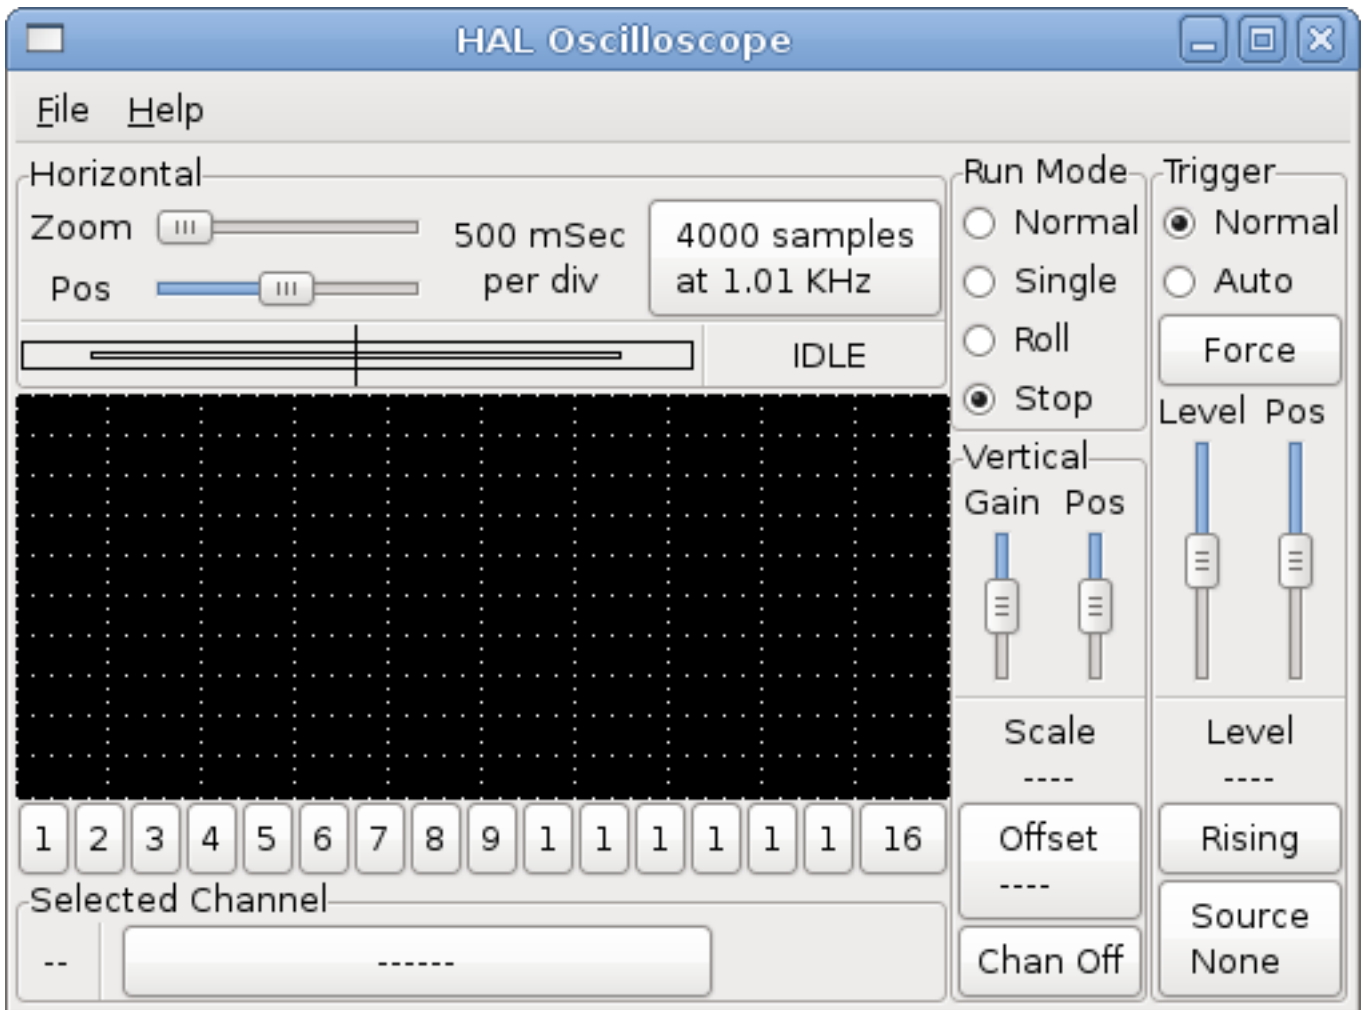 HAL Oscilloscope
File Help
Horizontal
Zoom
Pos
500 mSec
per div
4000 samples
at 1.01 KHz
IDLE
Run Mode
Normal
Single
Roll
Stop
Trigger
Normal
Auto
Force
Level Pos
Vertical
Gain Pos
Scale
----
Level
----
1 2 3 4 5 6 7 8 9 1 1 1 1 1 1 16
Offset
----
Chan Off
Rising
Source
None
Selected Channel
-- ------